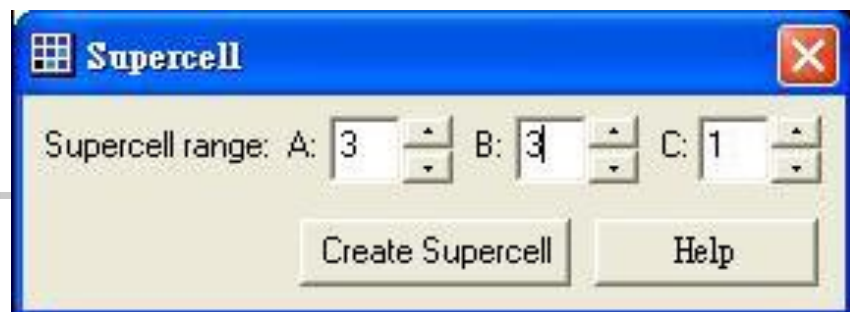 Supercell
Supercell range: A: 3 B: 3 C: 1
Create Supercell Help